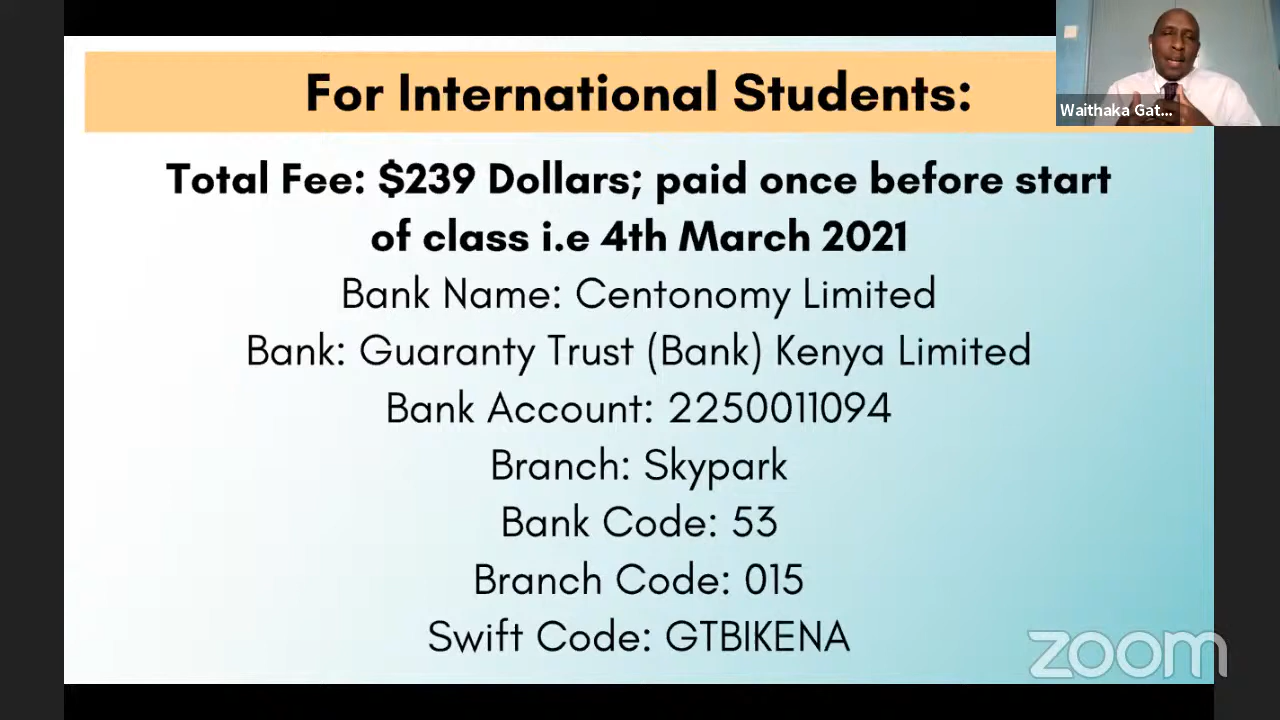 For International Students:
Waithaka Gat...
Total Fee: $239 Dollars; paid once before start
of class i.e 4th March 2021
Bank Name: Centonomy Limited
Bank: Guaranty Trust (Bank) Kenya Limited
Bank Account: 2250011094
Branch: Skypark
Bank Code: 53
Branch Code: 015
Swift Code: GTBIKENA
zoom